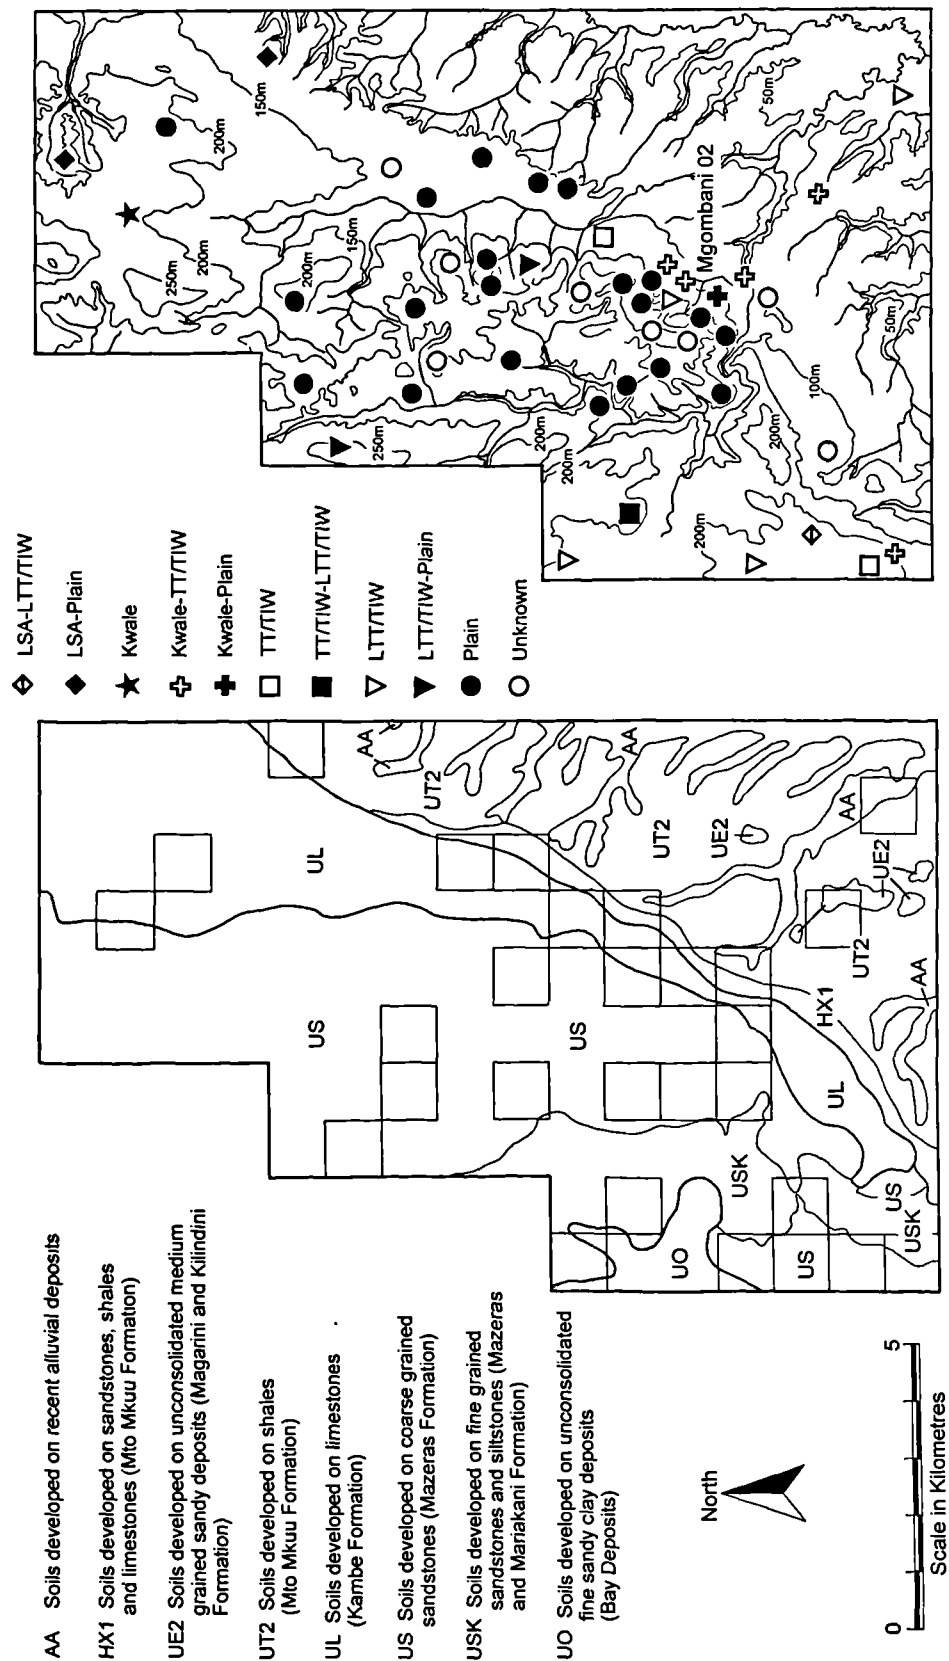 AA Soils developed on recent alluvial deposits
HX1 Soils developed on sandstones, shales
and limestones (Mto Mkuu Formation)
UE2 Soils developed on unconsolidated medium
grained sandy deposits (Magarini and Kilindini
Formation)
UT2 Soils developed on shales
(Mto Mkuu Formation)
UL Soils developed on limestones
(Kambe Formation)
US Soils developed on coarse grained
sandstones (Mazeras Formation)
USK Soils developed on fine grained
sandstones and siltstones (Mazeras
and Mariakani Formation)
UO Soils developed on unconsolidated
fine sandy clay deposits
(Bay Deposits)
North
0 5
Scale in Kilometres
US
UL
UT2
AA
US
UT2
AA
UE2
UO
USK
US
UL
HX1
UT2
AA
UE2
US
USK
AA
LSA-LTT/TIW
LSA-Plain
Kwale
Kwale-TT/TIW
Kwale-Plain
TT/TIW
TT/TIW-LTT/TIW
LTT/TIW
LTT/TIW-Plain
Plain
Unknown
250m
200m
200m
150m
200m
150m
250m
200m
200m
200m
200m
100m
50m
50m
Mgombani 02